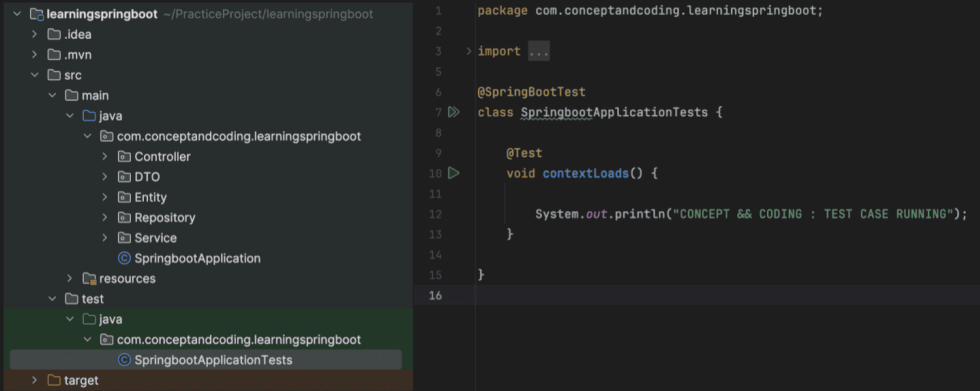 learningspringboot ~/PracticeProject/learningspringboot
.idea
.mvn
src
main
java
com.conceptandcoding.learningspringboot
Controller
DTO
Entity
Repository
Service
SpringbootApplication
resources
test
java
com.conceptandcoding.learningspringboot
SpringbootApplicationTests
target
1 package com.conceptandcoding.learningspringboot;
2
3 import ...
5
6 @SpringBootTest
7 class SpringbootApplicationTests {
8
9 @Test
10 void contextLoads() {
11
12 System.out.println("CONCEPT && CODING : TEST CASE RUNNING");
13 }
14
15 }
16